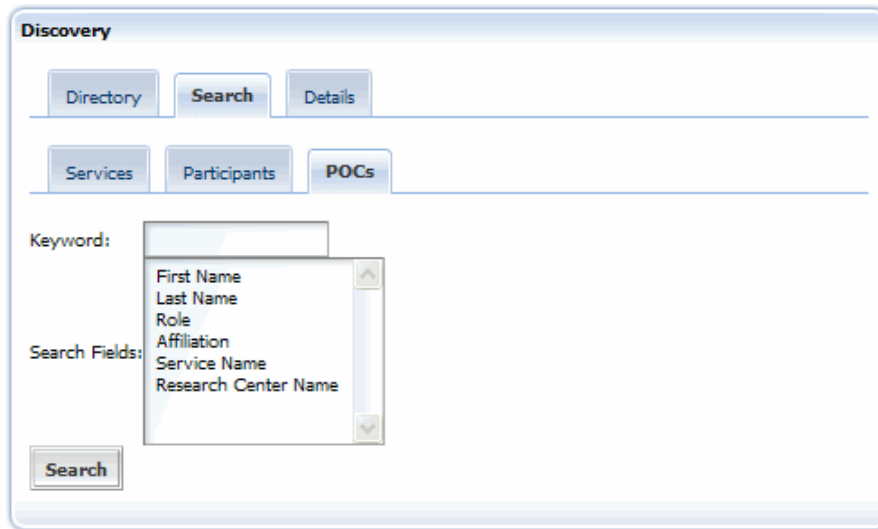 Discovery
Directory Search Details
Services Participants POCs
Keyword:
First Name
Last Name
Role
Affiliation
Search Fields:
Service Name
Research Center Name
Search